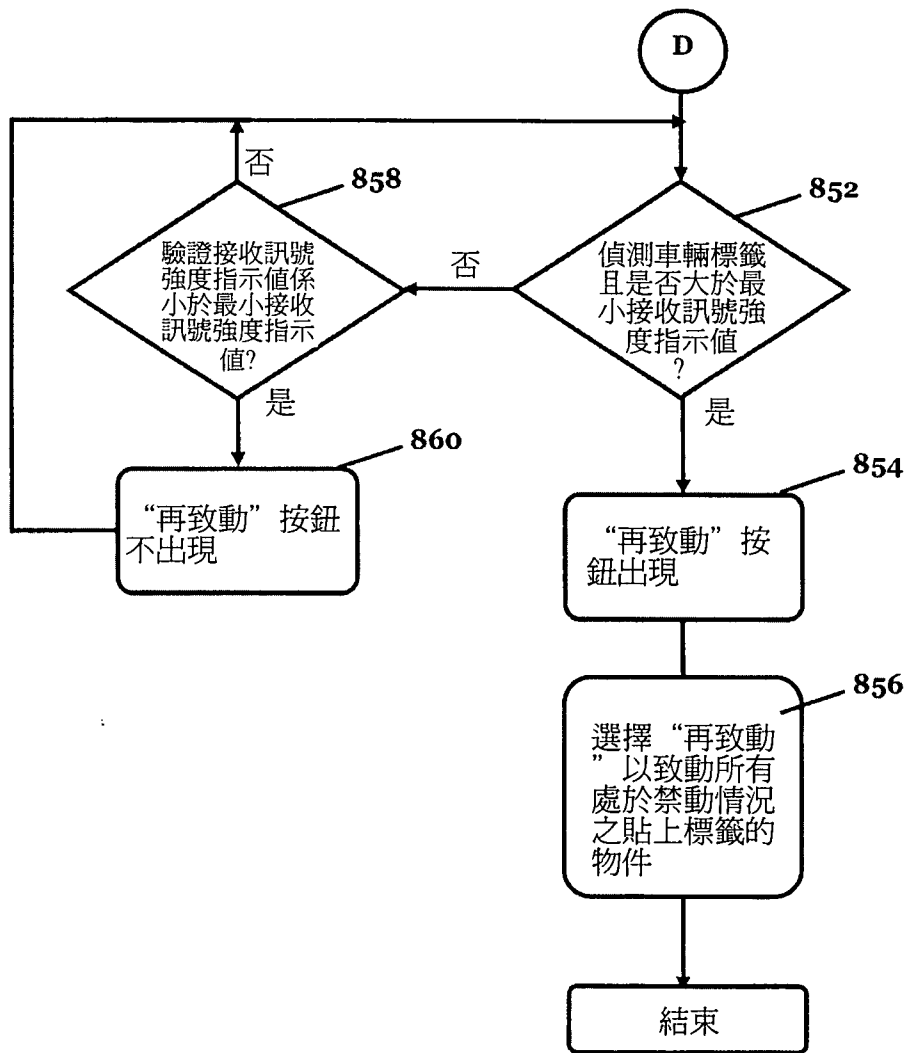 D
852
偵測車輛標籤
且是否大於最
小接收訊號強
度指示值
?
否
是
858
驗證接收訊號
強度指示值係
小於最小接收
訊號強度指示
值?
否
是
860
“再致動”按鈕
不出現
854
“再致動”按
鈕出現
856
選擇“再致動
”以致動所有
處於禁動情況
之貼上標籤的
物件
結束